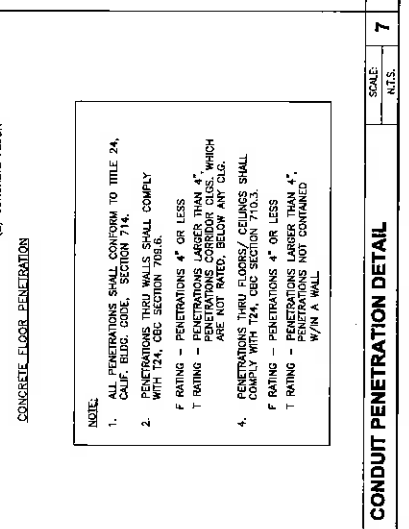 CONCRETE FLOOR PENETRATION
NOTE:
1. ALL PENETRATIONS SHALL CONFORM TO TITLE 24,
CALIF. BLDG. CODE, SECTION 714.
2. PENETRATIONS THRU WALLS SHALL COMPLY
WITH T24, CBC SECTION 709.6.
F RATING – PENETRATIONS 4" OR LESS
T RATING – PENETRATIONS LARGER THAN 4",
PENETRATIONS CORRIDOR CLGS. WHICH
ARE NOT RATED, BELOW ANY CLG.
4. PENETRATIONS THRU FLOORS/ CEILINGS SHALL
COMPLY WITH T24, CBC SECTION 710.3.
F RATING – PENETRATIONS 4" OR LESS
T RATING – PENETRATIONS LARGER THAN 4",
PENETRATIONS NOT CONTAINED
W/IN A WALL
CONDUIT PENETRATION DETAIL
SCALE:
N.T.S.
7